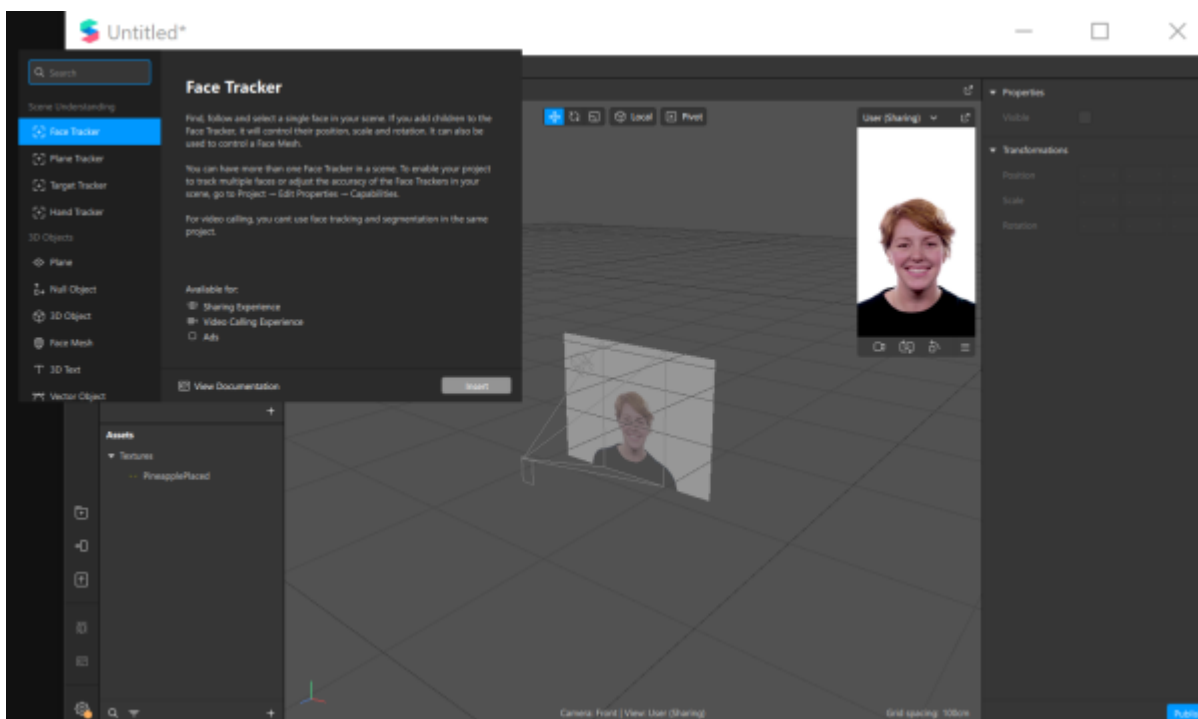 Untitled*
Search
Scene Understanding
Face Tracker
Plane Tracker
Target Tracker
Hand Tracker
3D Objects
Plane
Null Object
3D Object
Face Mesh
3D Text
Vector Object
Face Tracker
Find, follow and select a single face in your scene. If you add children to the
Face Tracker, it will control their position, scale and rotation. It can also be
used to control a Face Mesh.
You can have more than one Face Tracker in a scene. To enable your project
to track multiple faces or adjust the accuracy of the Face Trackers in your
scene, go to Project — Edit Properties — Capabilities.
For video calling, you cant use face tracking and segmentation in the same
project.
Available for:
Sharing Experience
Video Calling Experience
Ads
View Documentation
Insert
Local
Pivot
User (Sharing)
Properties
Visible
Transformations
Position
Scale
Rotation
Assets
Textures
PineapplePlaced
Camera: Front | View: User (Sharing)
Grid spacing: 100cm
Publis